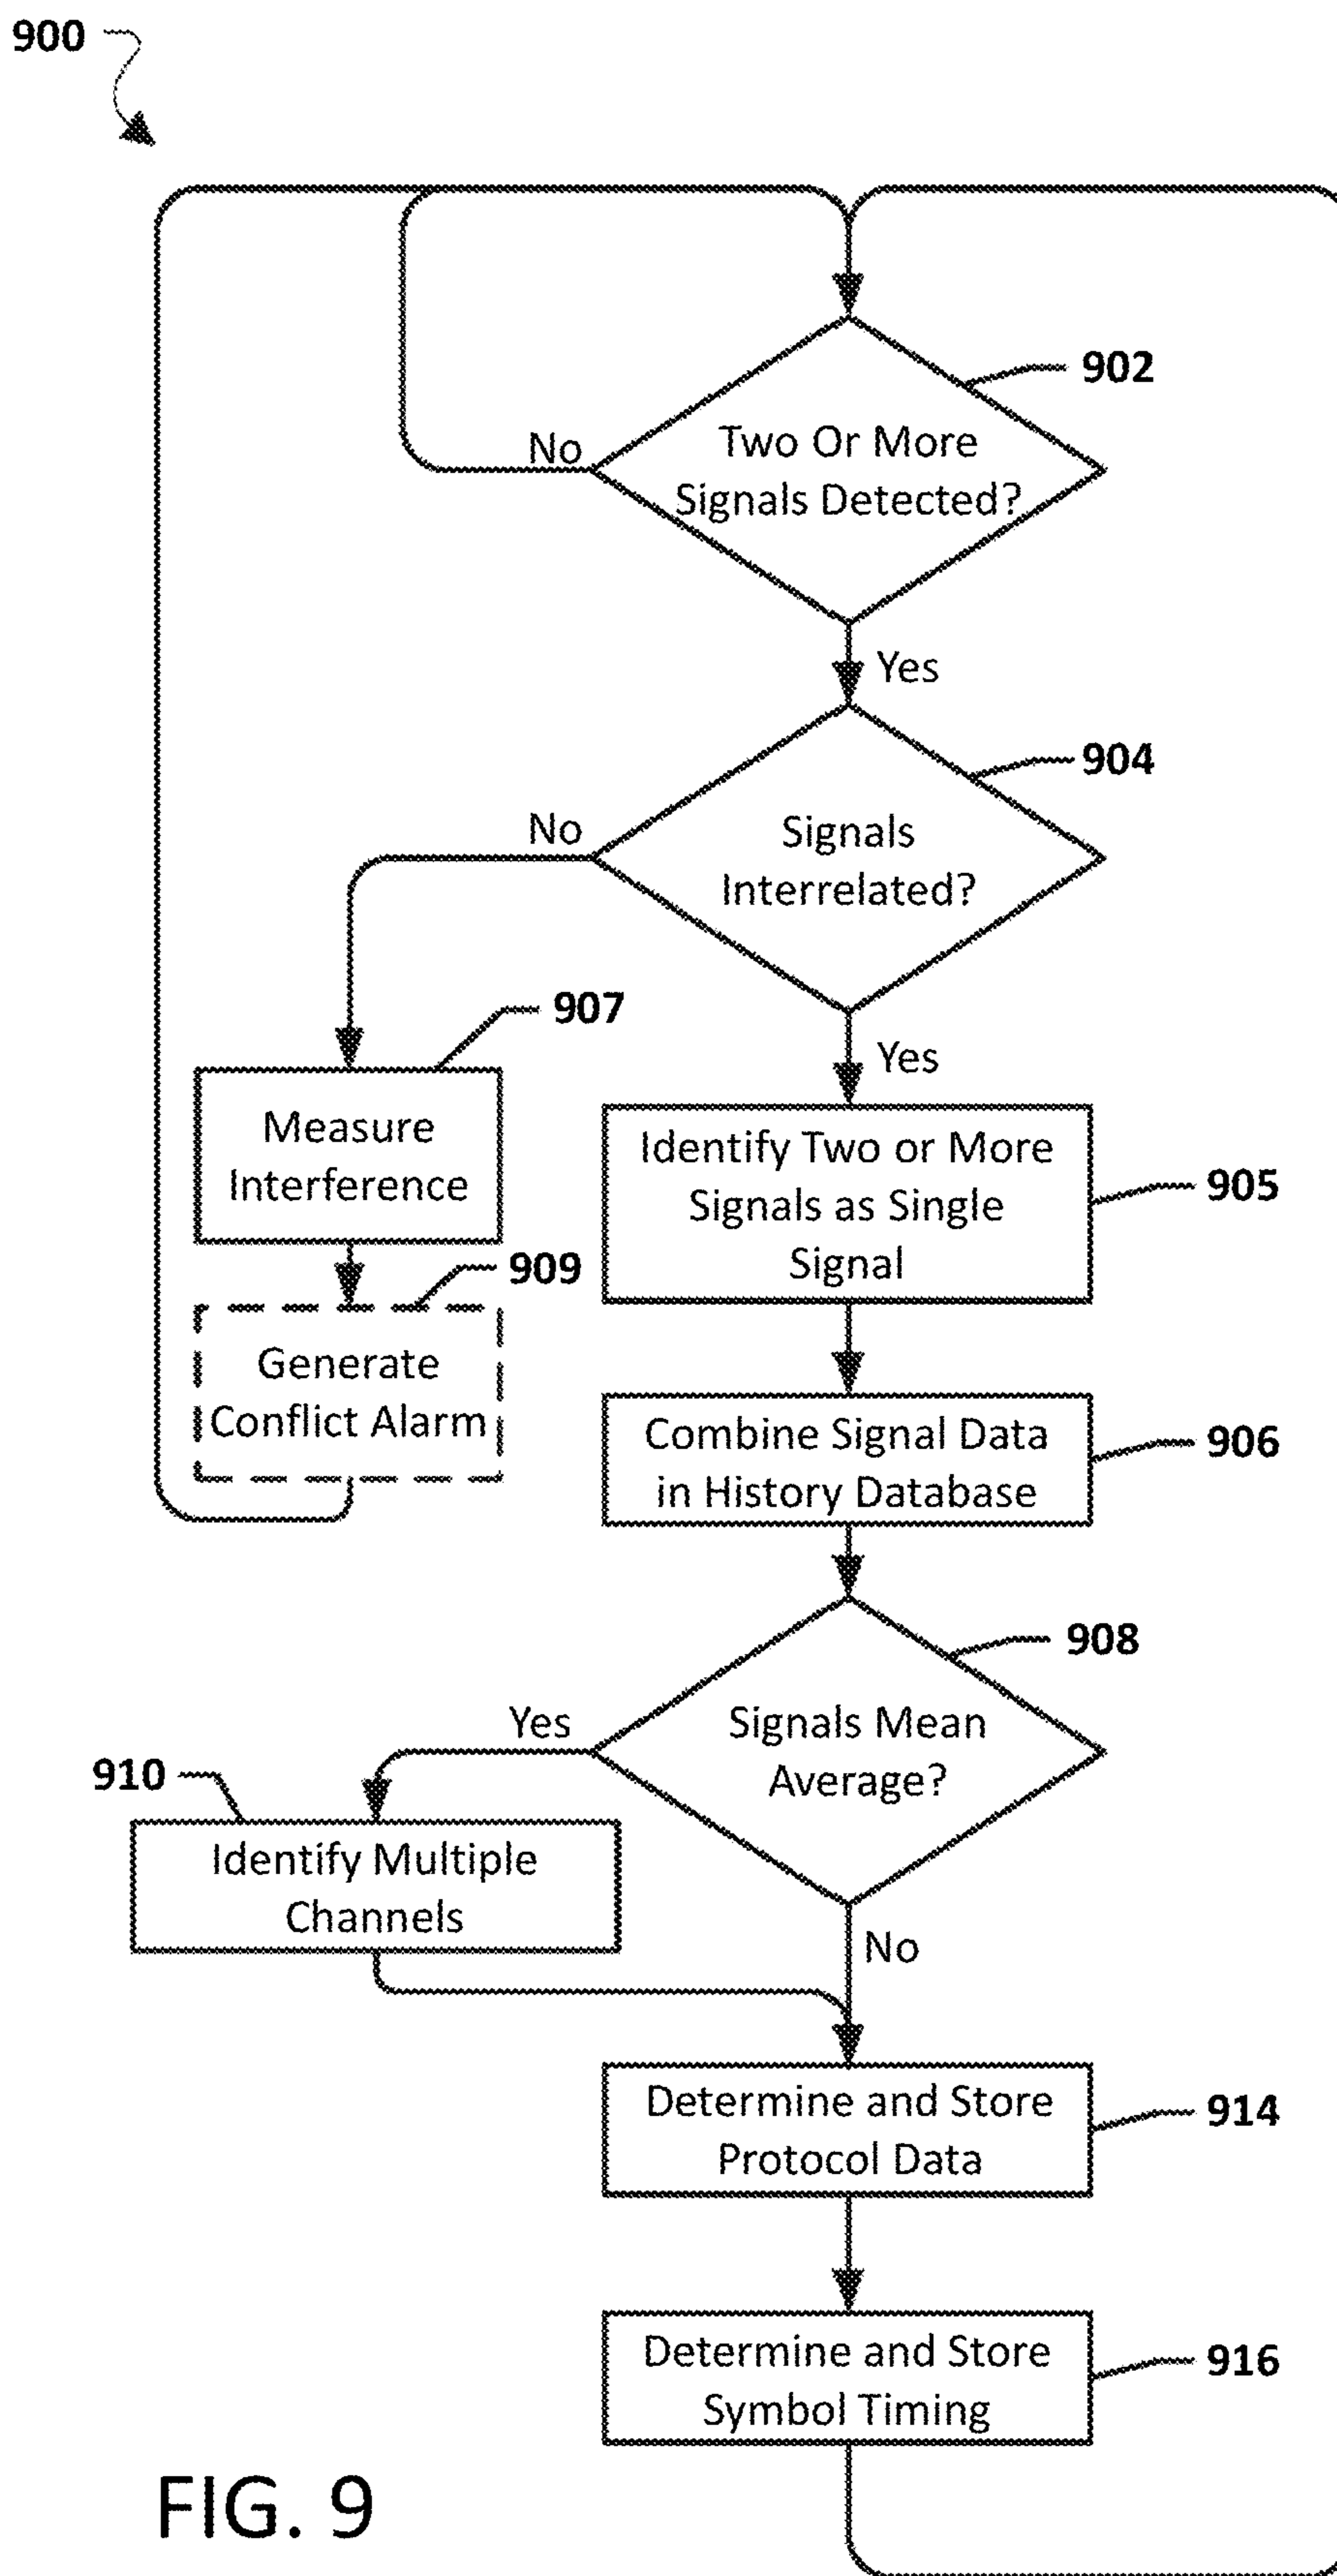 900
902
Two Or More
Signals Detected?
No
Yes
904
Signals
Interrelated?
No
Yes
907
Measure
Interference
Identify Two or More
Signals as Single
Signal
905
909
Generate
Conflict Alarm
Combine Signal Data
in History Database
906
908
Signals Mean
Average?
Yes
910
Identify Multiple
Channels
No
Determine and Store
Protocol Data
914
Determine and Store
Symbol Timing
916
FIG. 9